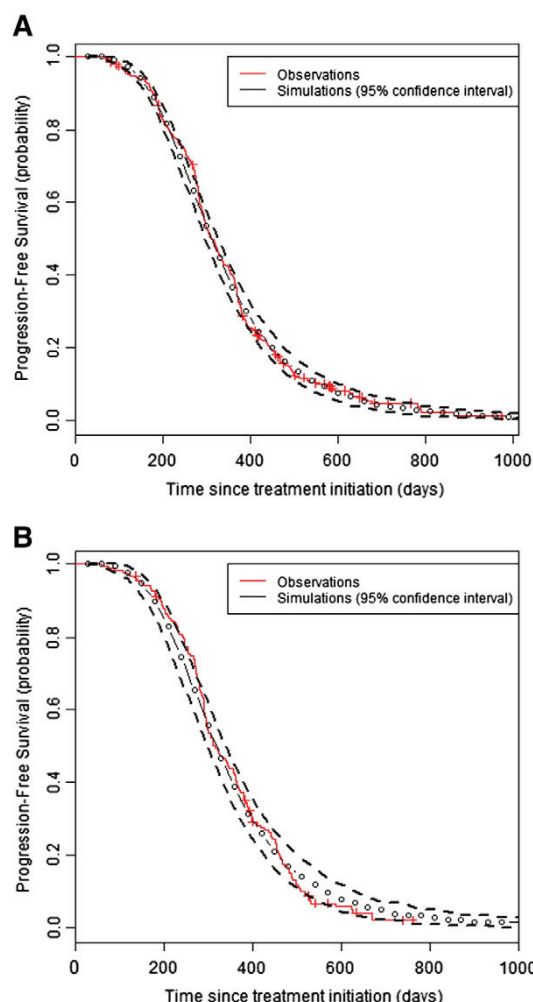 A
Observations
Simulations (95% confidence interval)
Progression-Free Survival (probability)
1.0
0.8
0.6
0.4
0.2
0.0
0 200 400 600 800 1000
Time since treatment initiation (days)
B
Observations
Simulations (95% confidence interval)
Progression-Free Survival (probability)
1.0
0.8
0.6
0.4
0.2
0.0
0 200 400 600 800 1000
Time since treatment initiation (days)